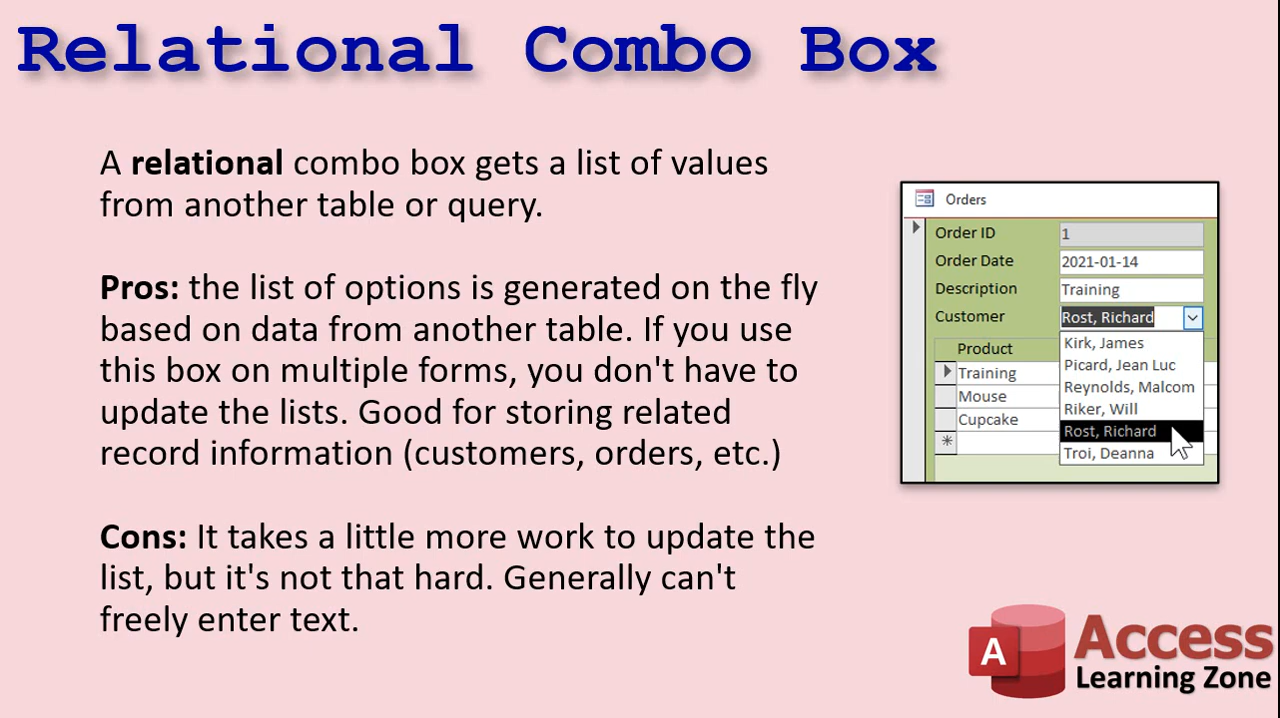 Relational Combo Box
A relational combo box gets a list of values
from another table or query.
Pros: the list of options is generated on the fly
based on data from another table. If you use
this box on multiple forms, you don't have to
update the lists. Good for storing related
record information (customers, orders, etc.)
Cons: It takes a little more work to update the
list, but it's not that hard. Generally can't
freely enter text.
Orders
Order ID 1
Order Date 2021-01-14
Description Training
Customer Rost, Richard
Product
Training
Mouse
Cupcake
*
Kirk, James
Picard, Jean Luc
Reynolds, Malcom
Riker, Will
Rost, Richard
Troi, Deanna
A
Access
Learning Zone